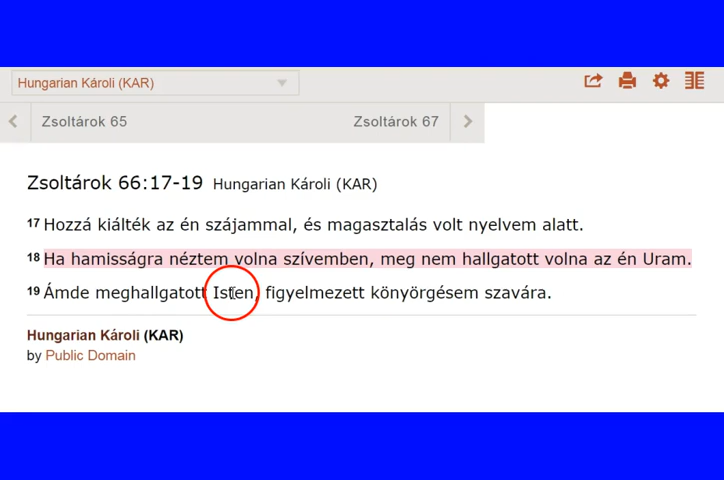 Hungarian Károli (KAR)
Zsoltárok 65 Zsoltárok 67
Zsoltárok 66:17-19 Hungarian Károli (KAR)
17 Hozzá kiálték az én szájammal, és magasztalás volt nyelvem alatt.
18 Ha hamisságra néztem volna szívemben, meg nem hallgatott volna az én Uram.
19 Ámde meghallgatott Isten, figyelmezett könyörgésem szavára.
Hungarian Károli (KAR)
by Public Domain